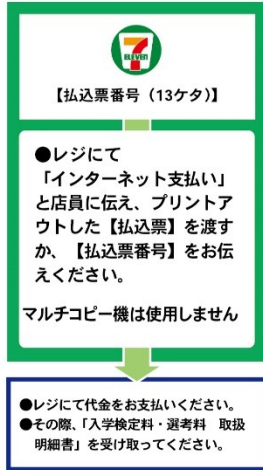 7
ELEVEN
【払込票番号（13ケタ）】
●レジにて
「インターネット支払い」
と店員に伝え、プリントア
ウトした【払込票】を渡す
か、【払込票番号】をお伝
えください。
マルチコピー機は使用しません
●レジにて代金をお支払いください。
●その際、「入学検定料・選考料　取扱
明細書」を受け取ってください。